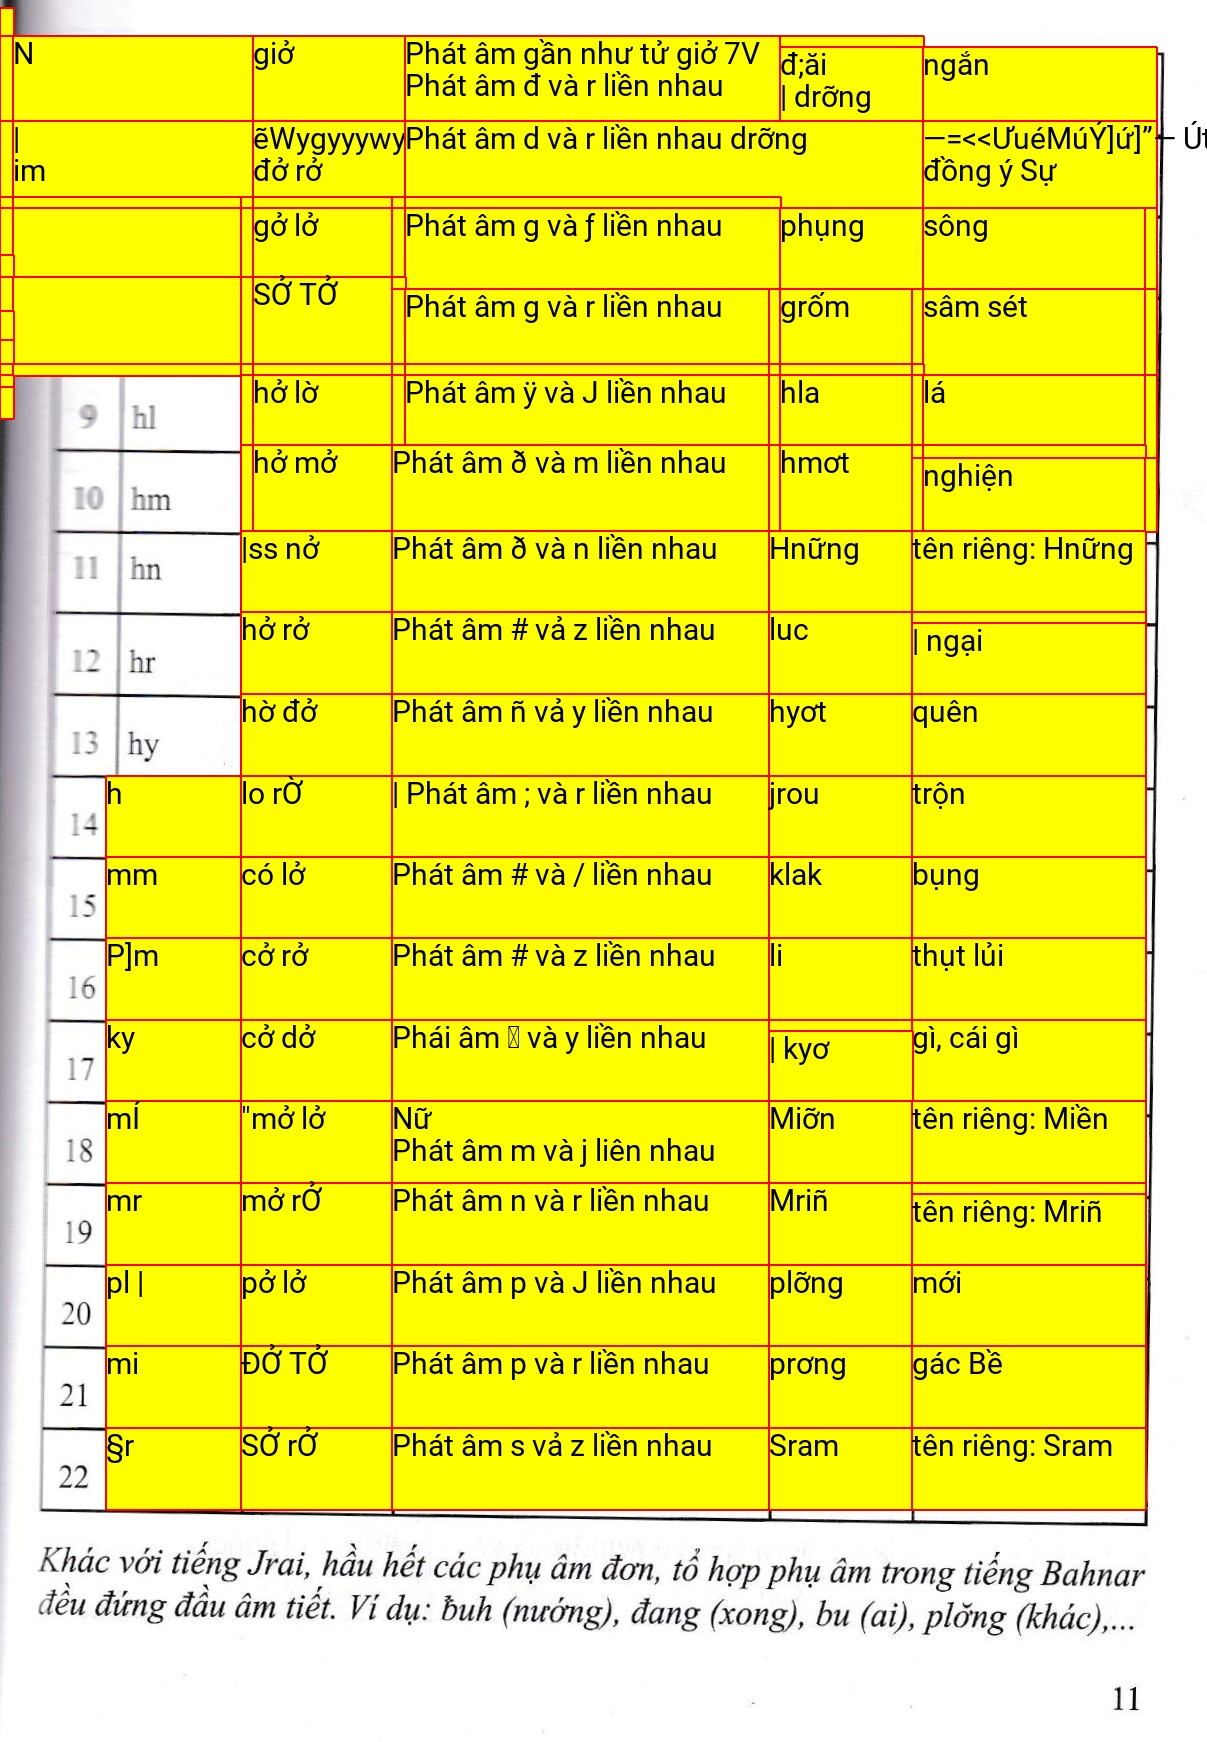 N giở Phát âm gần như tử giở 7V đ;ăi ngắn
Phát âm đ và r liền nhau | drỡng
| ẽWygyyywy Phát âm d và r liền nhau drỡng —=<<ƯuéMúÝ]ứ]”— Út
im đở rở đồng ý Sự
gở lở Phát âm g và ƒ liền nhau phụng sông
SỞ TỞ Phát âm g và r liền nhau grốm sâm sét
9 hl hở lờ Phát âm ÿ và J liền nhau hla lá
10 hm hở mở Phát âm ð và m liền nhau hmơt nghiện
11 hn |ss nở Phát âm ð và n liền nhau Hnững tên riêng: Hnững
12 hr hở rở Phát âm # vả z liền nhau luc | ngại
13 hy hờ đở Phát âm ñ vả y liền nhau hyơt quên
14 h lo rỜ | Phát âm ; và r liền nhau jrou trộn
15 mm có lở Phát âm # và / liền nhau klak bụng
16 P]m cở rở Phát âm # và z liền nhau li thụt lủi
17 ky cở dở Phái âm và y liền nhau | kyơ gì, cái gì
18 mÍ "mở lở Nữ Miỡn tên riêng: Miền
Phát âm m và j liên nhau
19 mr mở rỞ Phát âm n và r liền nhau Mriñ tên riêng: Mriñ
20 pl | pở lở Phát âm p và J liền nhau plỡng mới
21 mi ĐỞ TỞ Phát âm p và r liền nhau prơng gác Bề
22 §r SỞ rỞ Phát âm s vả z liền nhau Sram tên riêng: Sram
Khác với tiếng Jrai, hầu hết các phụ âm đơn, tổ hợp phụ âm trong tiếng Bahnar
đều đứng đầu âm tiết. Ví dụ: ƀuh (nướng), đang (xong), bu (ai), plơ̆ng (khác),...
11